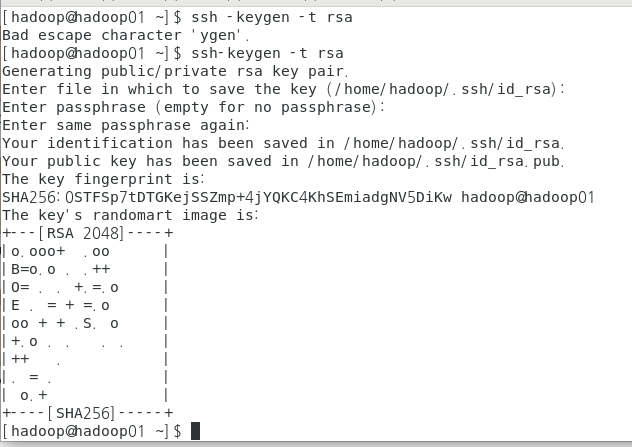 [hadoop@hadoop01 ~]$ ssh -keygen -t rsa
Bad escape character 'ygen'.
[hadoop@hadoop01 ~]$ ssh-keygen -t rsa
Generating public/private rsa key pair.
Enter file in which to save the key (/home/hadoop/.ssh/id_rsa):
Enter passphrase (empty for no passphrase):
Enter same passphrase again:
Your identification has been saved in /home/hadoop/.ssh/id_rsa.
Your public key has been saved in /home/hadoop/.ssh/id_rsa.pub.
The key fingerprint is:
SHA256:0STFSp7tDTGKejSSZmp+4jYQKC4KhSEmiadgNV5DiKw hadoop@hadoop01
The key's randomart image is:
+---[RSA 2048]----+
|o.ooo+  .oo      |
|B=o.o . .++      |
|O= . . +.=.o     |
|E . = + =.o      |
|oo + + .S. o     |
|+.o . .  . .     |
|++   .           |
|. = .            |
| o.+             |
+----[SHA256]-----+
[hadoop@hadoop01 ~]$